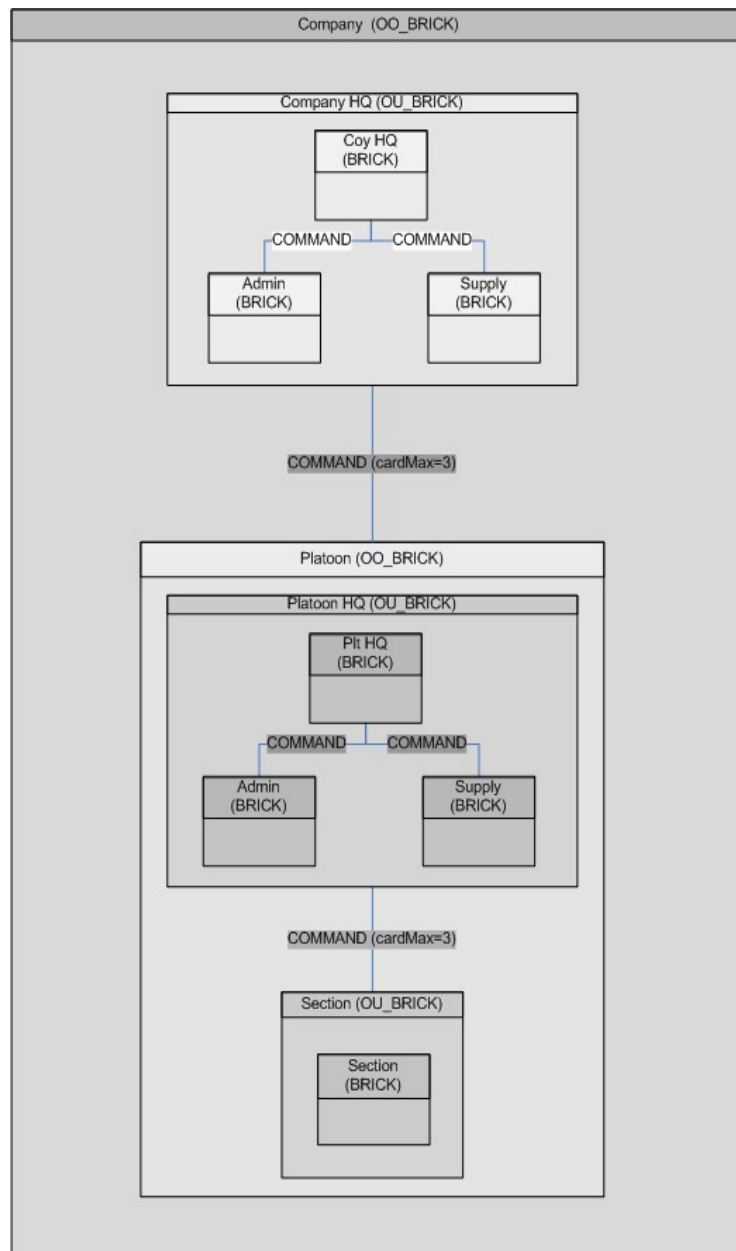 Company (OO_BRICK)
Company HQ (OU_BRICK)
Coy HQ
(BRICK)
COMMAND COMMAND
Admin
(BRICK)
Supply
(BRICK)
COMMAND (cardMax=3)
Platoon (OO_BRICK)
Platoon HQ (OU_BRICK)
Plt HQ
(BRICK)
COMMAND COMMAND
Admin
(BRICK)
Supply
(BRICK)
COMMAND (cardMax=3)
Section (OU_BRICK)
Section
(BRICK)